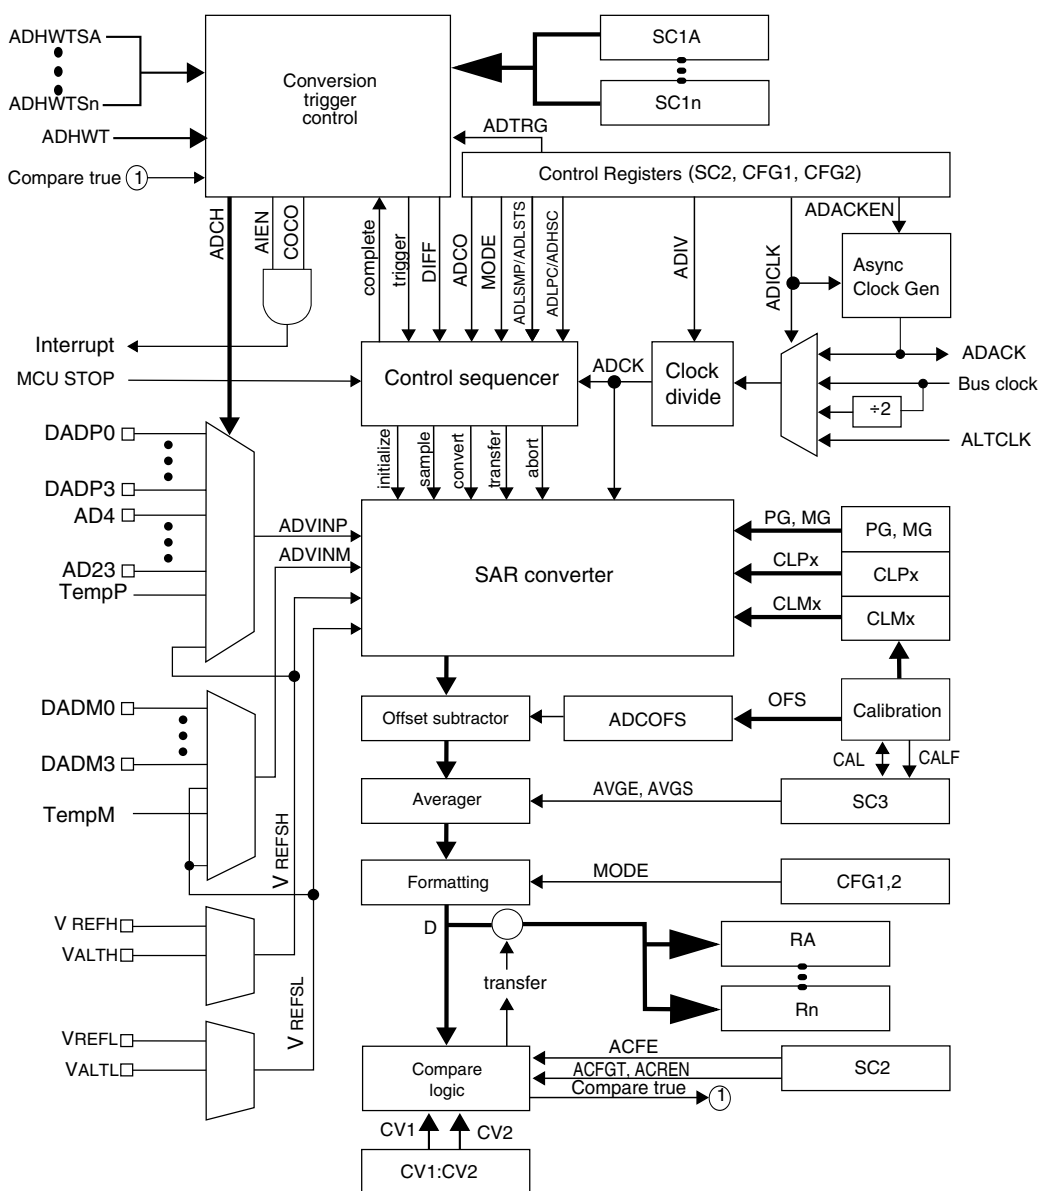 ADHWTSA
ADHWTSn
ADHWT
Compare true 1
Conversion
trigger
control
SC1A
SC1n
ADTRG
Control Registers (SC2, CFG1, CFG2)
ADCH
AIEN
COCO
complete
trigger
DIFF
ADCO
MODE
ADLSMP/ADLSTS
ADLPC/ADHSC
ADIV
ADICLK
ADACKEN
Async
Clock Gen
Interrupt
MCU STOP
Control sequencer
ADCK
Clock
divide
ADACK
Bus clock
÷2
ALTCLK
initialize
sample
convert
transfer
abort
DADP0
DADP3
AD4
AD23
TempP
ADVINP
ADVINM
SAR converter
PG, MG
PG, MG
CLPx
CLPx
CLMx
CLMx
DADM0
DADM3
TempM
V REFSH
Offset subtractor
ADCOFS
OFS
Calibration
CAL
CALF
Averager
AVGE, AVGS
SC3
Formatting
MODE
CFG1,2
D
V REFH
VALTH
V REFSL
VREFL
VALTL
transfer
RA
Rn
Compare
logic
ACFE
ACFGT, ACREN
Compare true
1
SC2
CV1
CV2
CV1:CV2